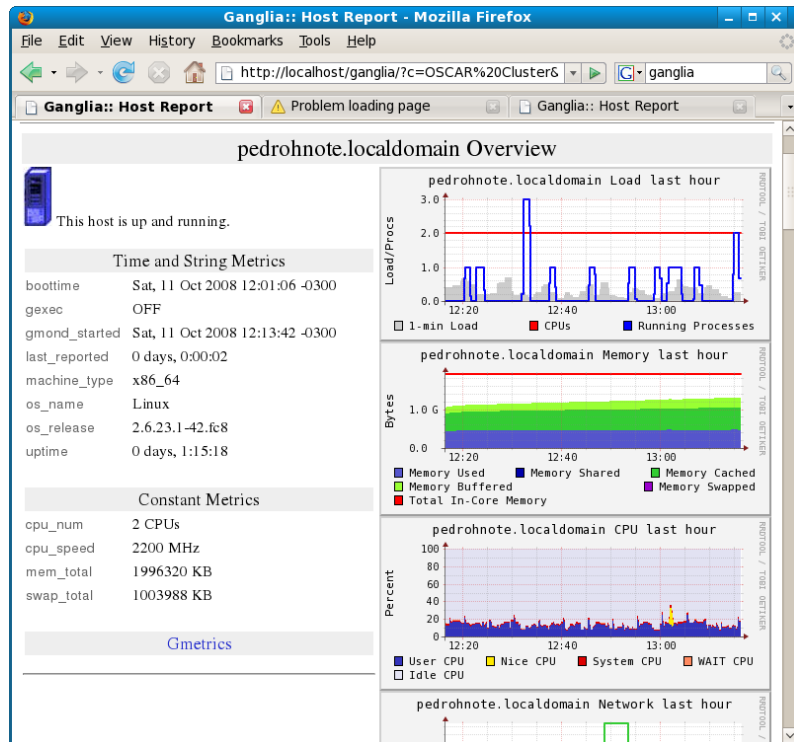 Ganglia:: Host Report - Mozilla Firefox
File Edit View History Bookmarks Tools Help
http://localhost/ganglia/?c=OSCAR%20Cluster& G ganglia
Ganglia:: Host Report Problem loading page Ganglia:: Host Report
pedrohnote.localdomain Overview
This host is up and running.
Time and String Metrics
boottime Sat, 11 Oct 2008 12:01:06 -0300
gexec OFF
gmond_started Sat, 11 Oct 2008 12:13:42 -0300
last_reported 0 days, 0:00:02
machine_type x86_64
os_name Linux
os_release 2.6.23.1-42.fc8
uptime 0 days, 1:15:18
Constant Metrics
cpu_num 2 CPUs
cpu_speed 2200 MHz
mem_total 1996320 KB
swap_total 1003988 KB
Gmetrics
pedrohnote.localdomain Load last hour
RRDTOOL / TOBI OETIKER
Load/Procs
3.0
2.0
1.0
0.0
12:20 12:40 13:00
1-min Load CPUs Running Processes
pedrohnote.localdomain Memory last hour
RRDTOOL / TOBI OETIKER
Bytes
1.0 G
0.0
12:20 12:40 13:00
Memory Used Memory Shared Memory Cached
Memory Buffered Memory Swapped
Total In-Core Memory
pedrohnote.localdomain CPU last hour
RRDTOOL / TOBI OETIKER
Percent
100
80
60
40
20
0
12:20 12:40 13:00
User CPU Nice CPU System CPU WAIT CPU
Idle CPU
pedrohnote.localdomain Network last hour
RRDTOOL /